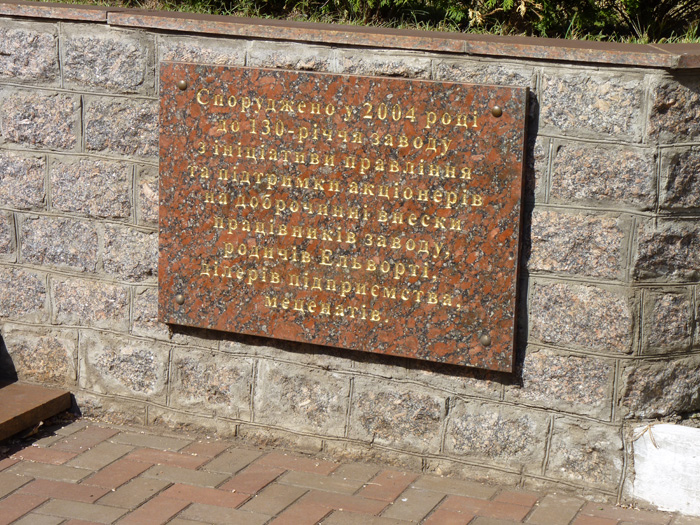 Споруджено у 2004 році
до 130-річчя заводу
з ініціативи правління
та підтримки акціонерів
на доброчинні внески
працівників заводу,
родичів Ельворті,
ділерів підприємства,
меценатів.